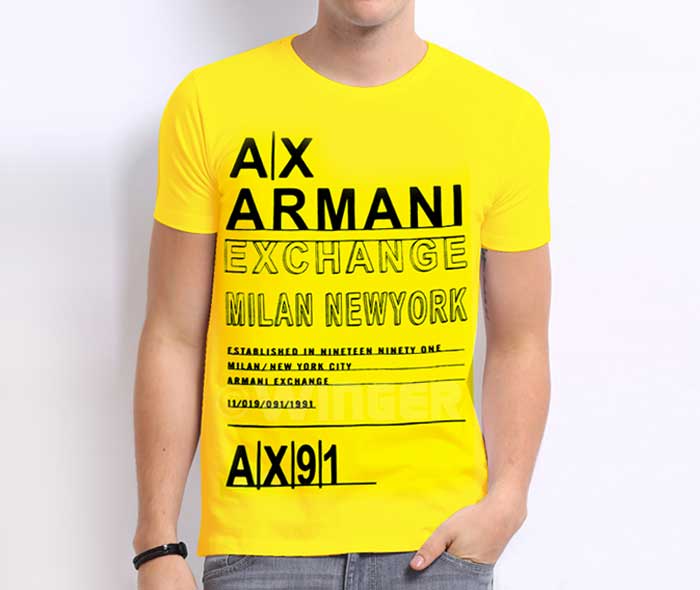 A|X
ARMANI
EXCHANGE
MILAN NEWYORK
ESTABLISHED IN NINETEEN NINETY ONE
MILAN/NEW YORK CITY
ARMANI EXCHANGE
11/019/091/1991
WINGER
A|X|9|1